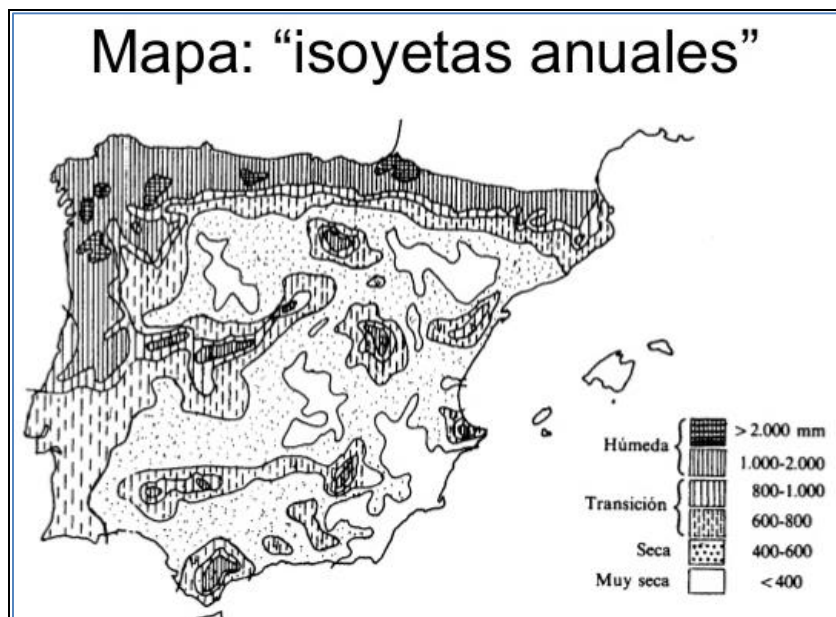 Mapa: “isoyetas anuales”
Húmeda
> 2.000 mm
1.000-2.000
Transición
800-1.000
600-800
Seca
400-600
Muy seca
< 400